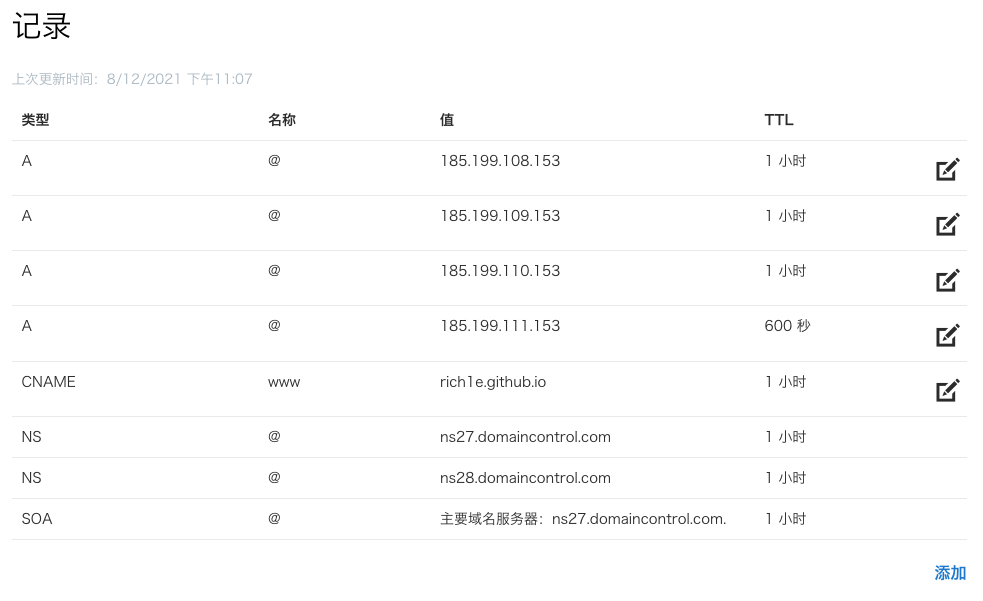 记录
上次更新时间：8/12/2021 下午11:07
类型 名称 值 TTL
A @ 185.199.108.153 1 小时
A @ 185.199.109.153 1 小时
A @ 185.199.110.153 1 小时
A @ 185.199.111.153 600 秒
CNAME www rich1e.github.io 1 小时
NS @ ns27.domaincontrol.com 1 小时
NS @ ns28.domaincontrol.com 1 小时
SOA @ 主要域名服务器：ns27.domaincontrol.com. 1 小时
添加